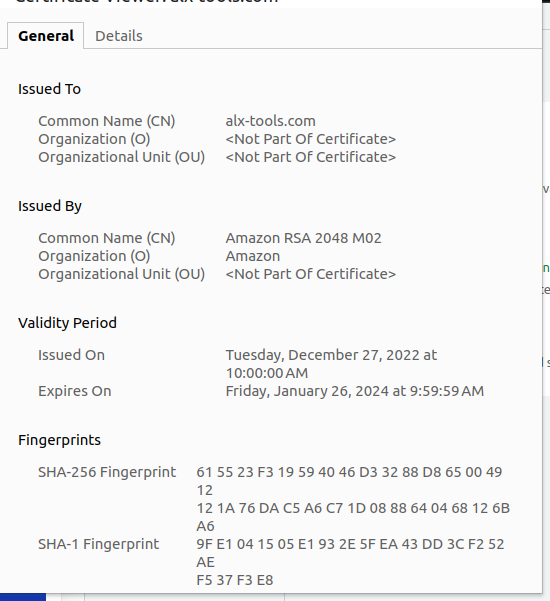 Certificate Viewer: alx-tools.com
General Details
Issued To
Common Name (CN) alx-tools.com
Organization (O) <Not Part Of Certificate>
Organizational Unit (OU) <Not Part Of Certificate>
Issued By
Common Name (CN) Amazon RSA 2048 M02
Organization (O) Amazon
Organizational Unit (OU) <Not Part Of Certificate>
Validity Period
Issued On Tuesday, December 27, 2022 at
10:00:00 AM
Expires On Friday, January 26, 2024 at 9:59:59 AM
Fingerprints
SHA-256 Fingerprint 61 55 23 F3 19 59 40 46 D3 32 88 D8 65 00 49
12
12 1A 76 DA C5 A6 C7 1D 08 88 64 04 68 12 6B
A6
SHA-1 Fingerprint 9F E1 04 15 05 E1 93 2E 5F EA 43 DD 3C F2 52
AE
F5 37 F3 E8